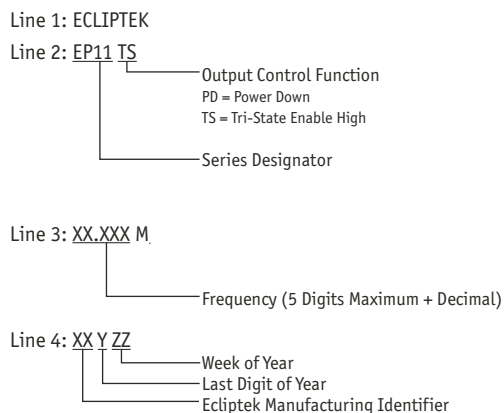 Line 1: ECLIPTEK
Line 2: EP11 TS
Output Control Function
PD = Power Down
TS = Tri-State Enable High
Series Designator
Line 3: XX.XXX M
Frequency (5 Digits Maximum + Decimal)
Line 4: XX Y ZZ
Week of Year
Last Digit of Year
Ecliptek Manufacturing Identifier